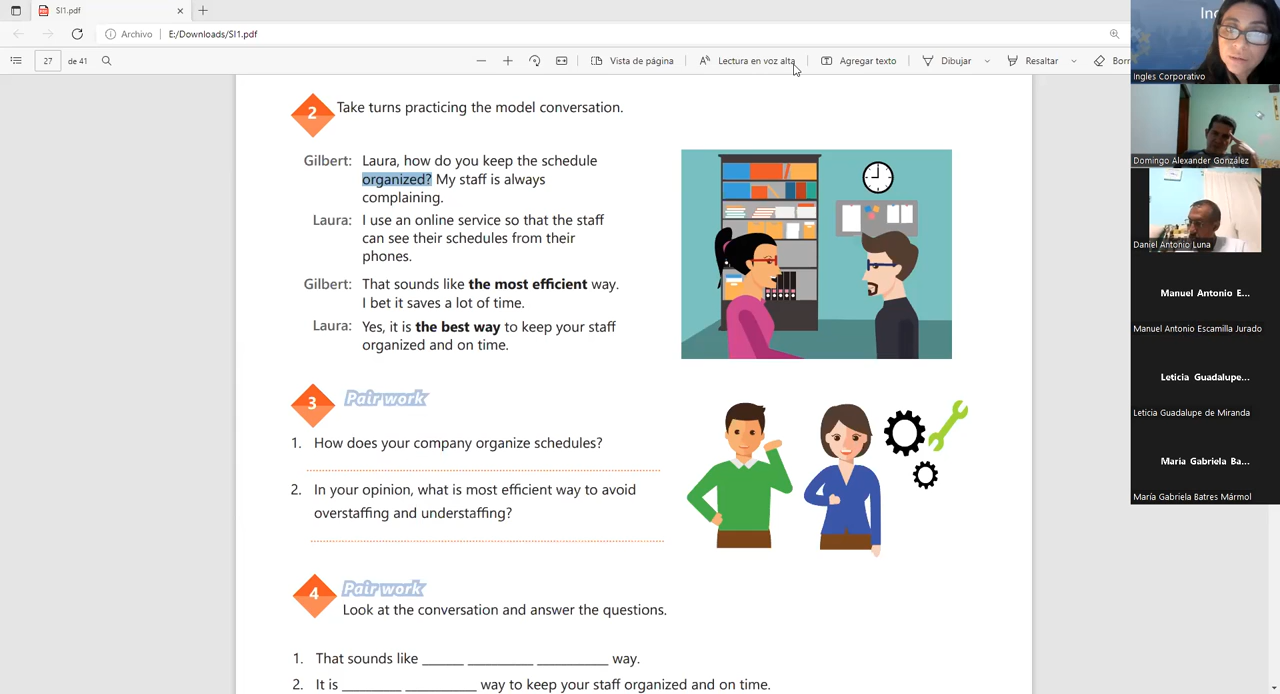 SI1.pdf
Archivo
E:/Downloads/SI1.pdf
27
de 41
Vista de página
Lectura en voz alta
Agregar texto
Dibujar
Resaltar
2
Take turns practicing the model conversation.
Gilbert: Laura, how do you keep the schedule
organized? My staff is always
complaining.
Laura: I use an online service so that the staff
can see their schedules from their
phones.
Gilbert: That sounds like the most efficient way.
I bet it saves a lot of time.
Laura: Yes, it is the best way to keep your staff
organized and on time.
3
Pair work
1. How does your company organize schedules?
2. In your opinion, what is most efficient way to avoid
overstaffing and understaffing?
4
Pair work
Look at the conversation and answer the questions.
1. That sounds like ______ _________ __________ way.
2. It is ________ __________ way to keep your staff organized and on time.
Ingles Corporativo
Domingo Alexander González
Daniel Antonio Luna
Manuel Antonio E...
Manuel Antonio Escamilla Jurado
Leticia Guadalupe...
Leticia Guadalupe de Miranda
Maria Gabriela Ba...
María Gabriela Batres Mármol